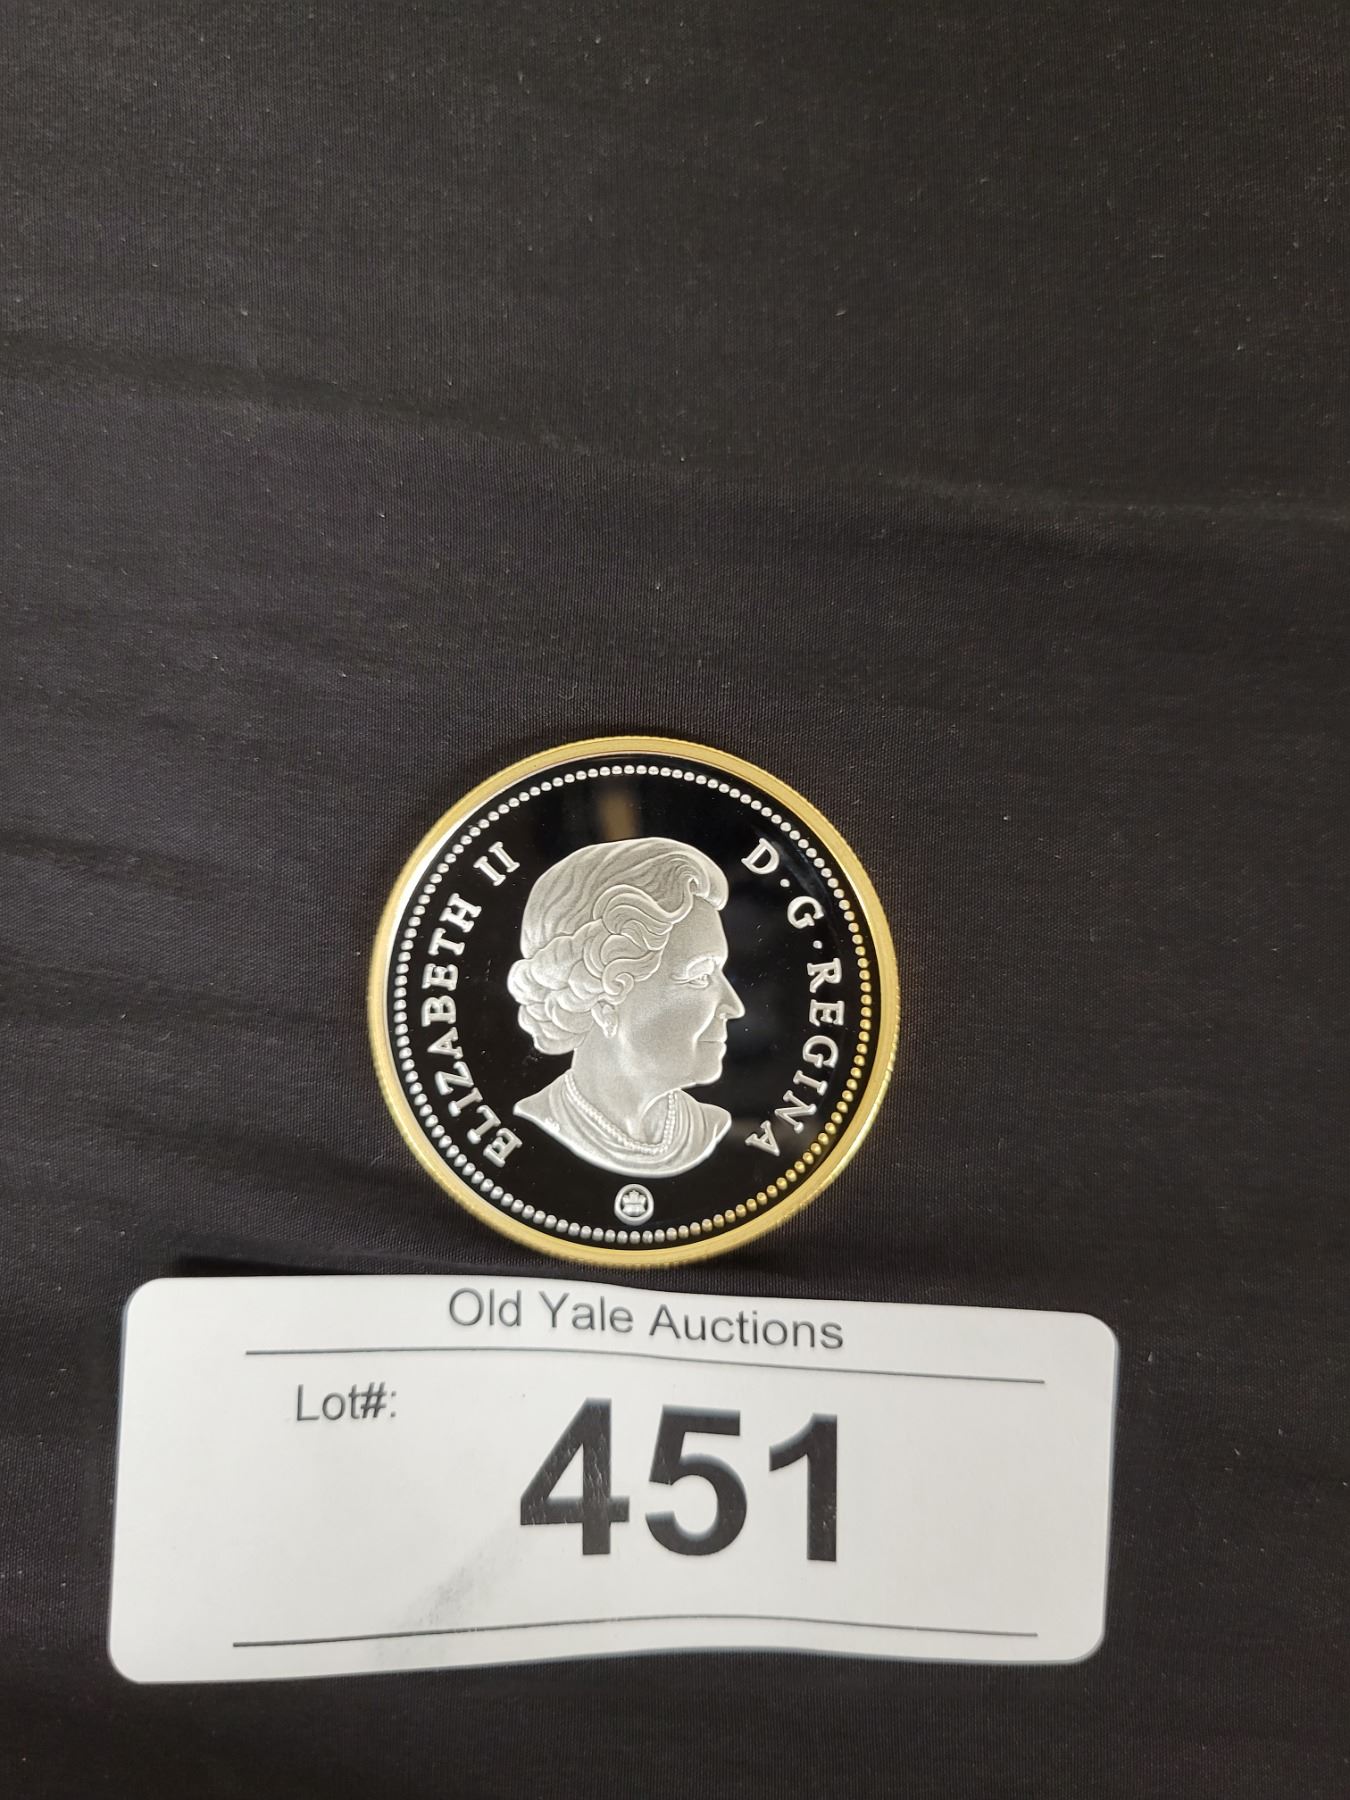 ELIZABETH II D·G·REGINA
Old Yale Auctions
Lot#: 451